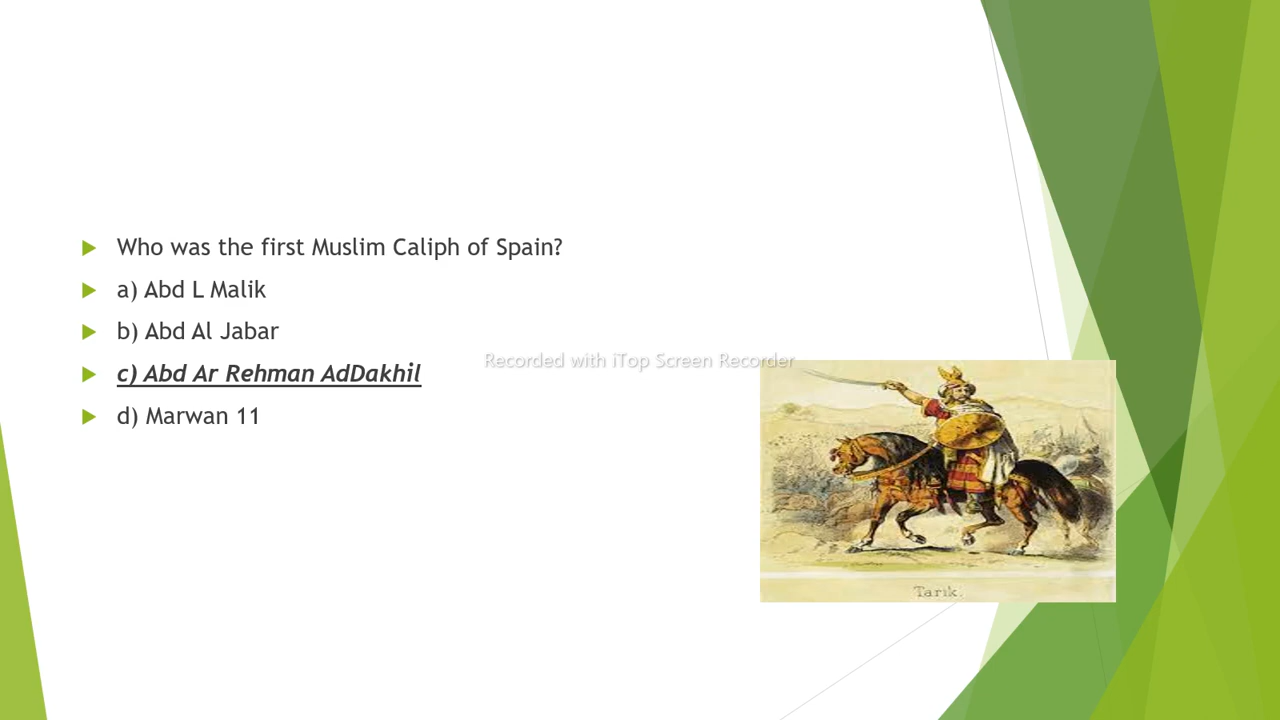 Who was the first Muslim Caliph of Spain?
a) Abd L Malik
b) Abd Al Jabar
c) Abd Ar Rehman AdDakhil
d) Marwan 11
Recorded with iTop Screen Recorder
Tarik.